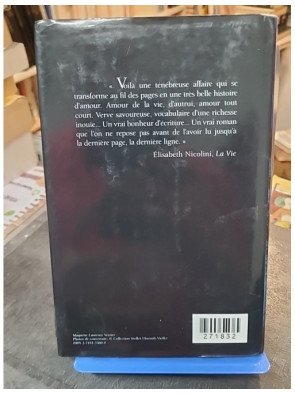 « Voilà une ténébreuse affaire qui se
transforme au fil des pages en une très belle histoire
d'amour. Amour de la vie, d'autrui, amour tout
court. Verve savoureuse, vocabulaire d'une richesse
inouïe... Un vrai bonheur d'écriture... Un vrai roman
que l'on ne repose pas avant de l'avoir lu jusqu'à
la dernière page, la dernière ligne. »
Élisabeth Nicolini, La Vie
271832